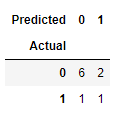 Predicted 0 1
Actual
0 6 2
1 1 1